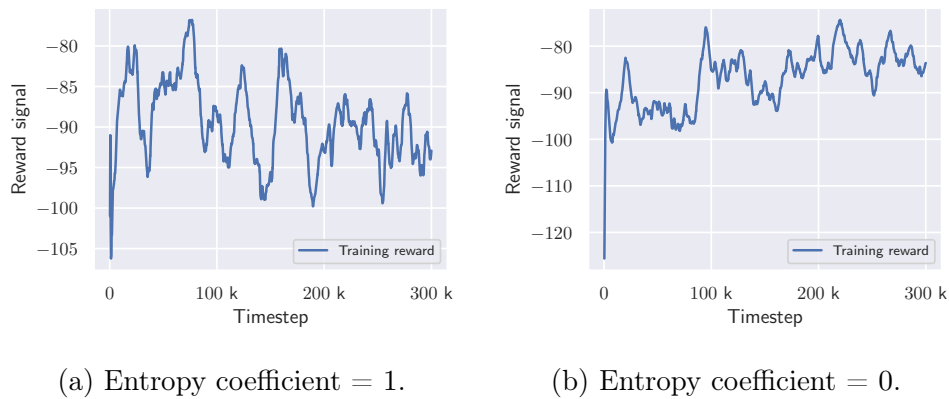 −80
−85
−90
−95
−100
−105
Reward signal
Training reward
0
100 k
200 k
300 k
Timestep
(a) Entropy coefficient = 1.
−80
−90
−100
−110
−120
Reward signal
Training reward
0
100 k
200 k
300 k
Timestep
(b) Entropy coefficient = 0.